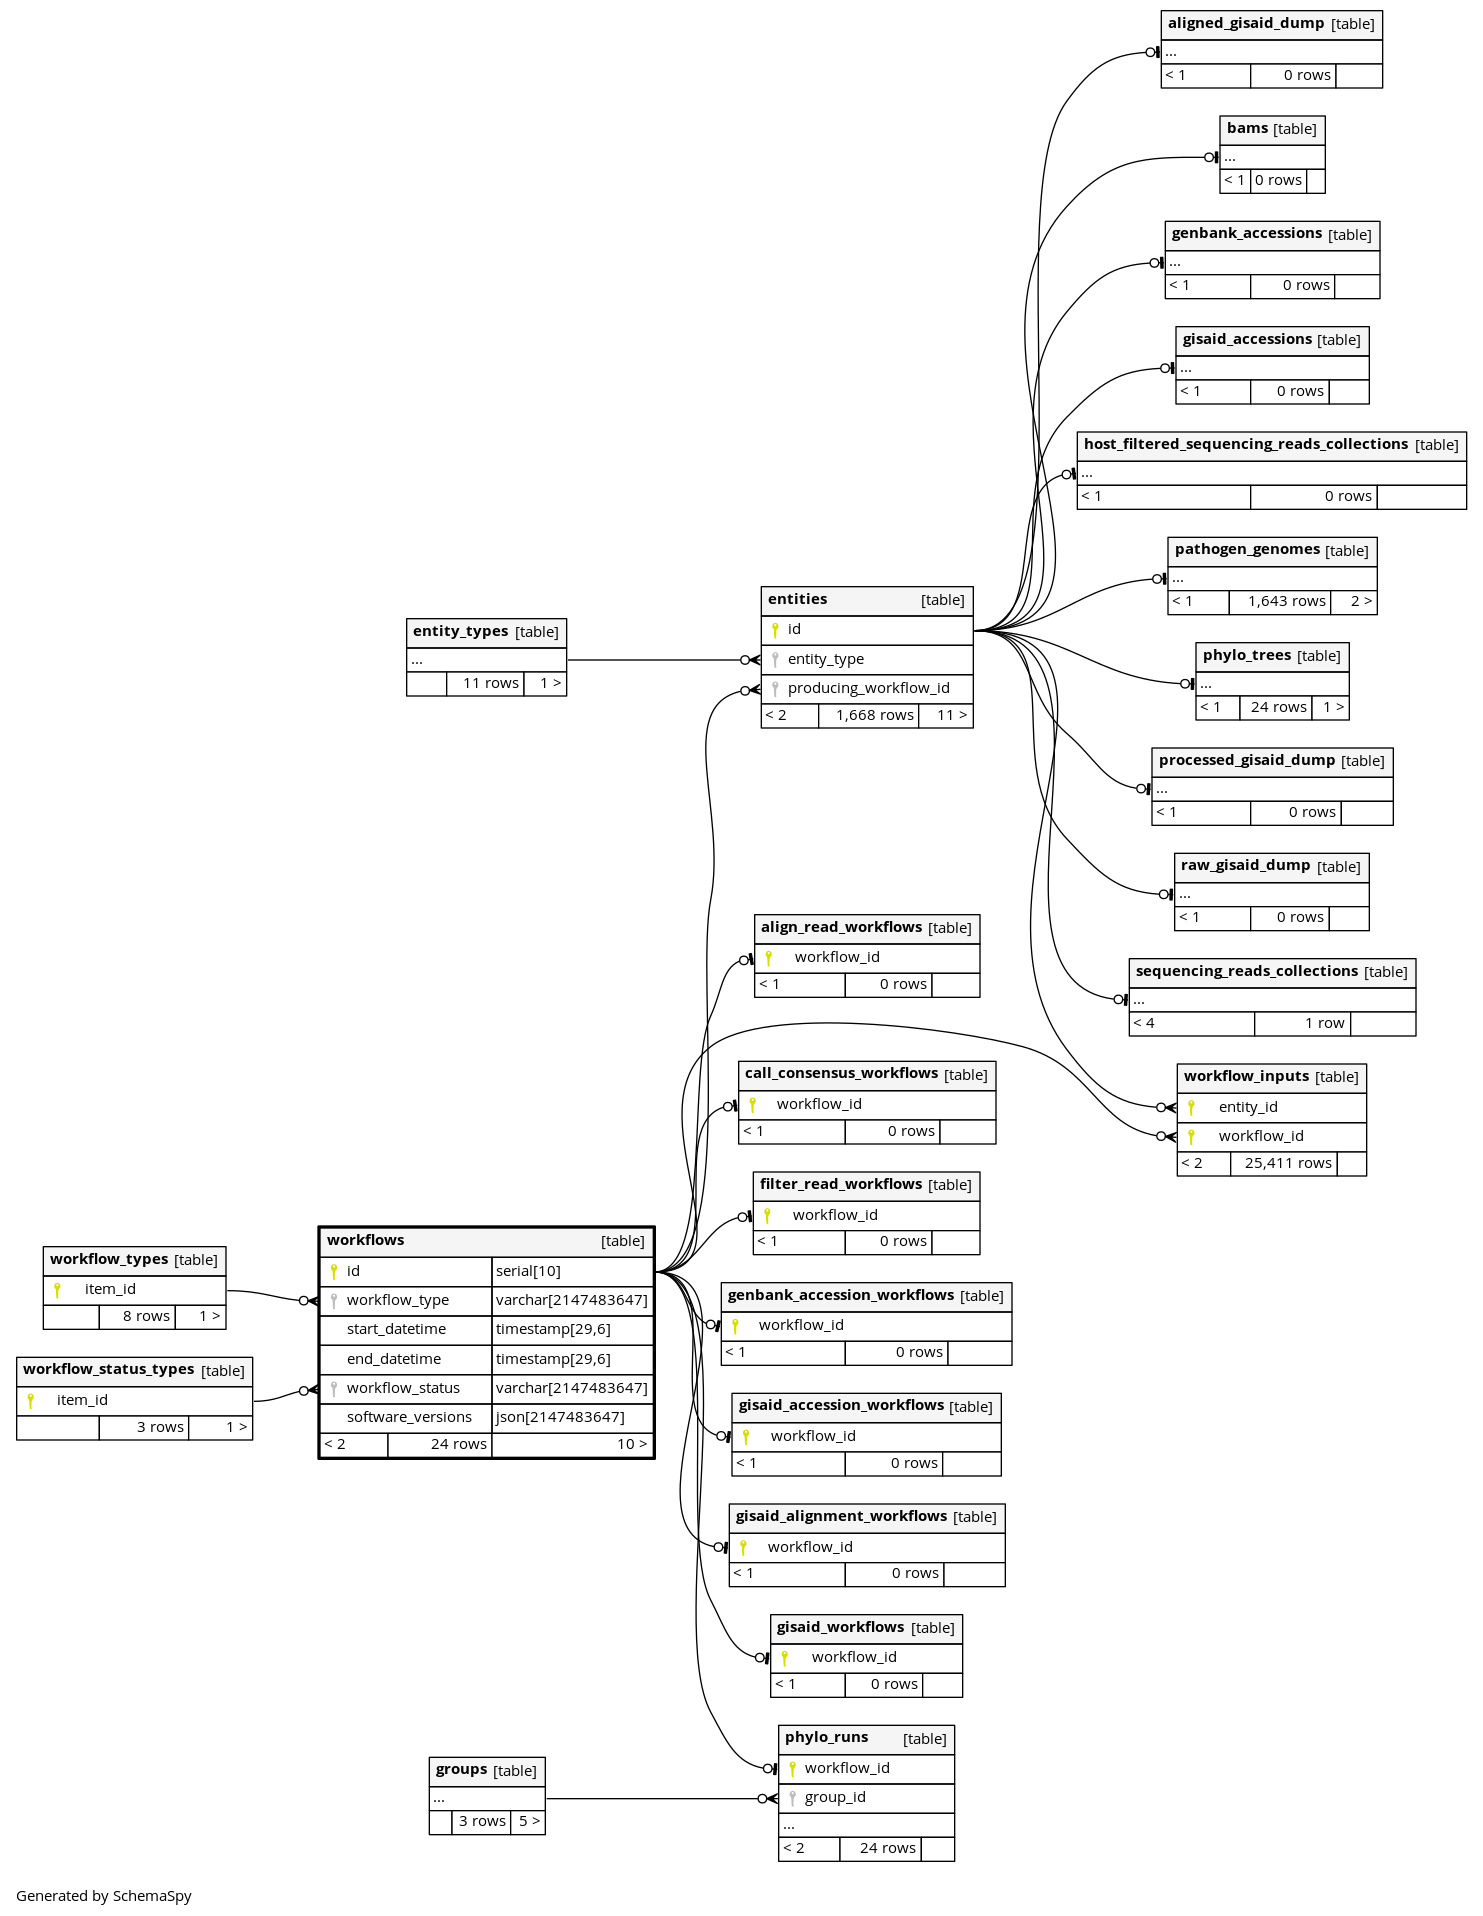 aligned_gisaid_dump [table]
...
< 1 0 rows
bams [table]
...
< 1 0 rows
genbank_accessions [table]
...
< 1 0 rows
gisaid_accessions [table]
...
< 1 0 rows
host_filtered_sequencing_reads_collections [table]
...
< 1 0 rows
pathogen_genomes [table]
...
< 1 1,643 rows 2 >
entities [table]
id
entity_type
producing_workflow_id
< 2 1,668 rows 11 >
entity_types [table]
...
11 rows 1 >
phylo_trees [table]
...
< 1 24 rows 1 >
processed_gisaid_dump [table]
...
< 1 0 rows
raw_gisaid_dump [table]
...
< 1 0 rows
align_read_workflows [table]
workflow_id
< 1 0 rows
sequencing_reads_collections [table]
...
< 4 1 row
call_consensus_workflows [table]
workflow_id
< 1 0 rows
workflow_inputs [table]
entity_id
workflow_id
< 2 25,411 rows
filter_read_workflows [table]
workflow_id
< 1 0 rows
workflows [table]
id serial[10]
workflow_type varchar[2147483647]
start_datetime timestamp[29,6]
end_datetime timestamp[29,6]
workflow_status varchar[2147483647]
software_versions json[2147483647]
< 2 24 rows 10 >
workflow_types [table]
item_id
8 rows 1 >
workflow_status_types [table]
item_id
3 rows 1 >
genbank_accession_workflows [table]
workflow_id
< 1 0 rows
gisaid_accession_workflows [table]
workflow_id
< 1 0 rows
gisaid_alignment_workflows [table]
workflow_id
< 1 0 rows
gisaid_workflows [table]
workflow_id
< 1 0 rows
phylo_runs [table]
workflow_id
group_id
...
< 2 24 rows
groups [table]
...
3 rows 5 >
Generated by SchemaSpy